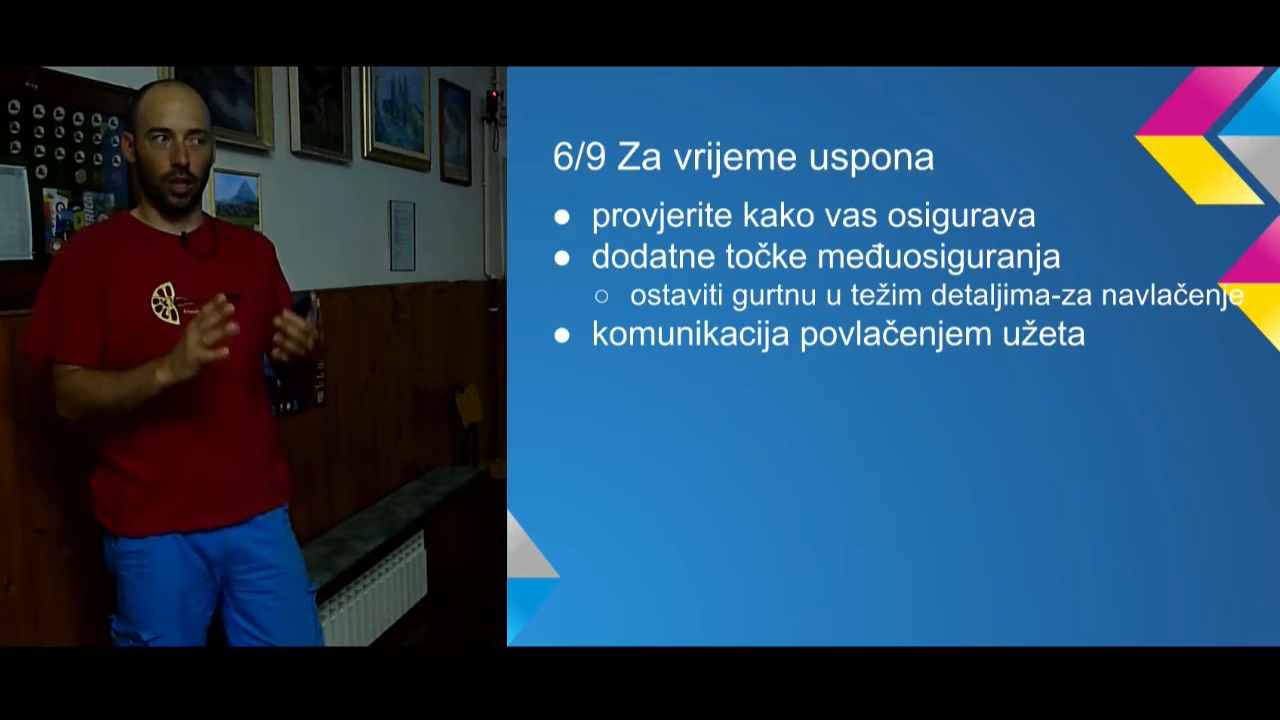 6/9 Za vrijeme uspona
● provjerite kako vas osigurava
● dodatne točke međuosiguranja
○ ostaviti gurtnu u težim detaljima-za navlačenje
● komunikacija povlačenjem užeta